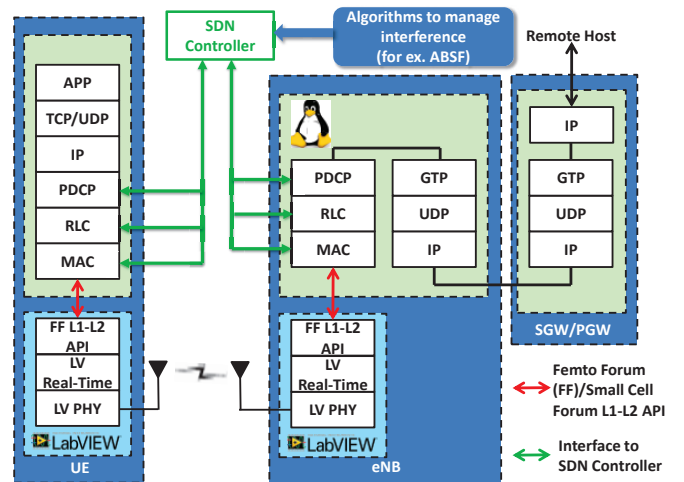 SDN
Controller
Algorithms to manage
interference
(for ex. ABSF)
Remote Host
APP
TCP/UDP
IP
PDCP
RLC
MAC
FF L1-L2
API
LV
Real-Time
LV PHY
LabVIEW
UE
PDCP
RLC
MAC
GTP
UDP
IP
FF L1-L2
API
LV
Real-Time
LV PHY
LabVIEW
eNB
IP
GTP
UDP
IP
SGW/PGW
Femto Forum
(FF)/Small Cell
Forum L1-L2 API
Interface to
SDN Controller